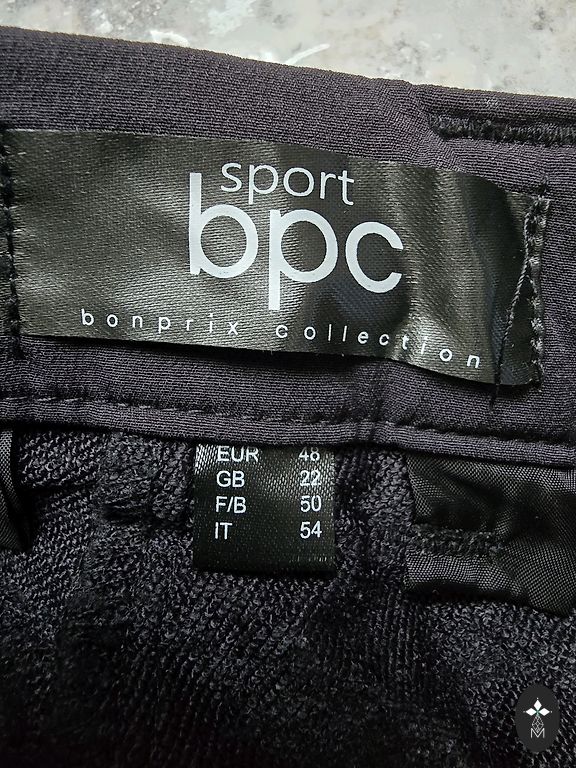 sport
bpc
bonprix collection
EUR 48
GB 22
F/B 50
IT 54
M